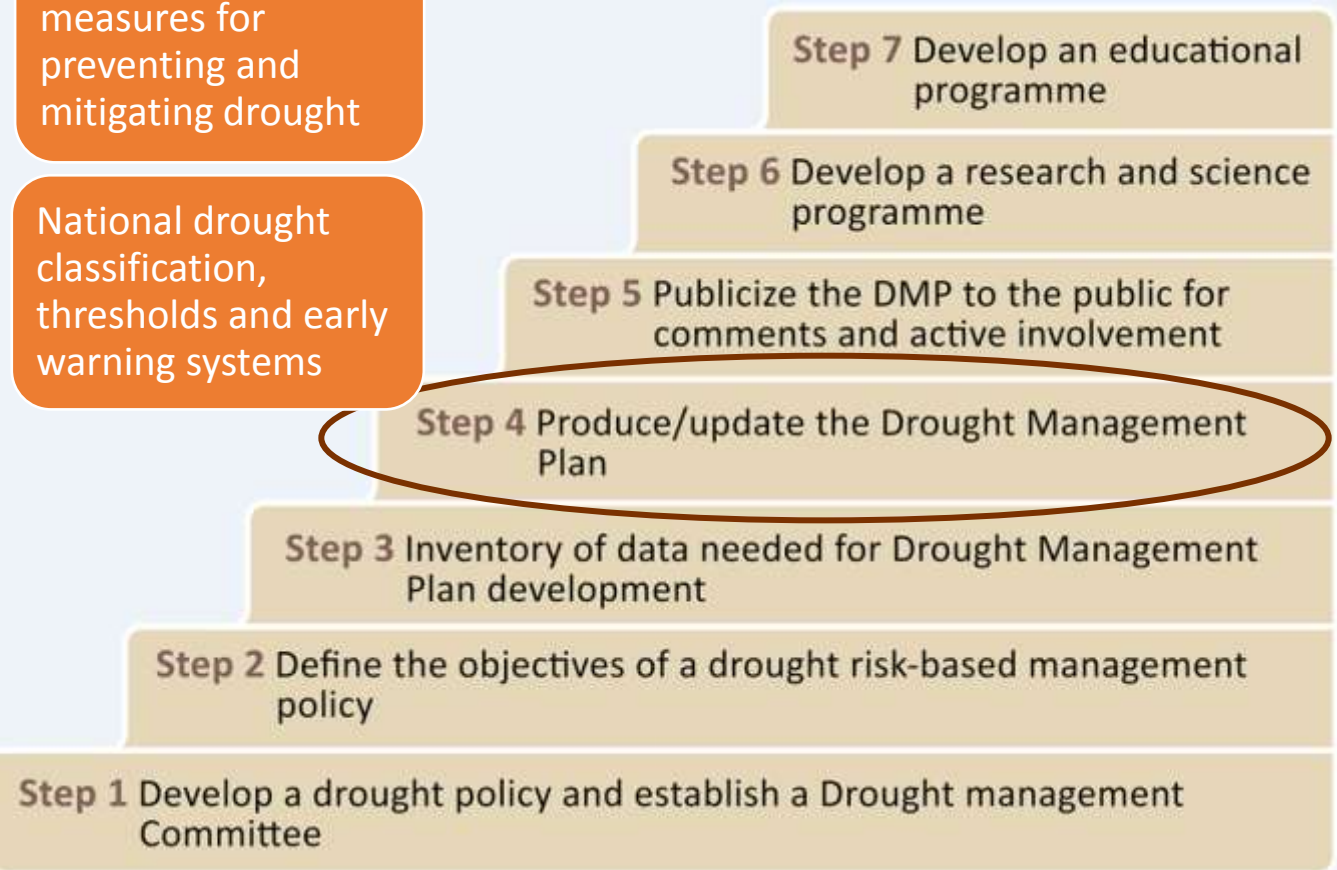 measures for
preventing and
mitigating drought
National drought
classification,
thresholds and early
warning systems
Step 7 Develop an educational
programme
Step 6 Develop a research and science
programme
Step 5 Publicize the DMP to the public for
comments and active involvement
Step 4 Produce/update the Drought Management
Plan
Step 3 Inventory of data needed for Drought Management
Plan development
Step 2 Define the objectives of a drought risk-based management
policy
Step 1 Develop a drought policy and establish a Drought management
Committee